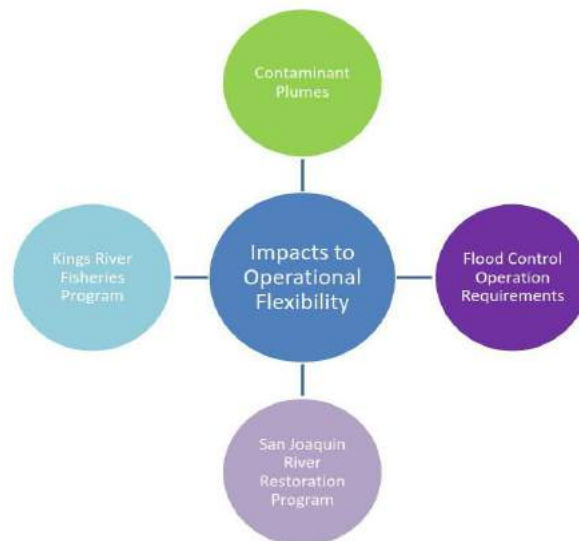 Contaminant
Plumes
Kings River
Fisheries
Program
Impacts to
Operational
Flexibility
Flood Control
Operation
Requirements
San Joaquin
River
Restoration
Program